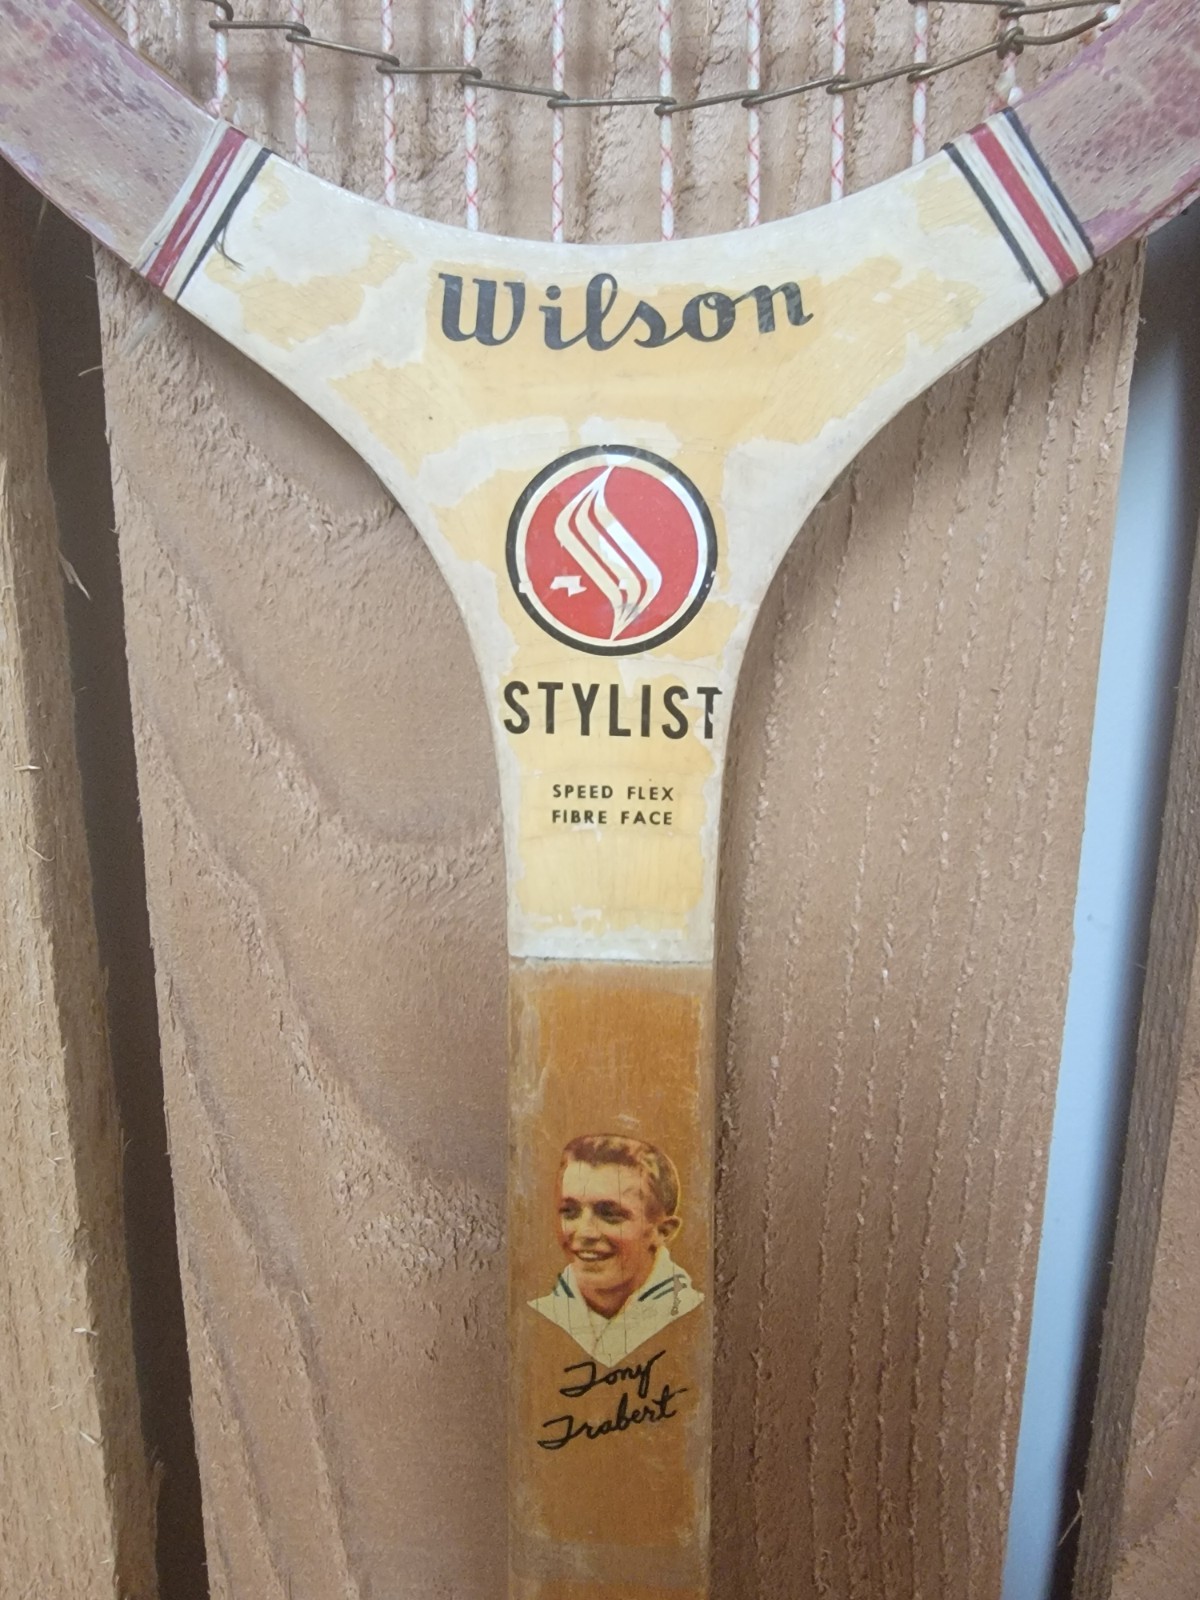 Wilson
STYLIST
SPEED FLEX
FIBRE FACE
Tony
Trabert